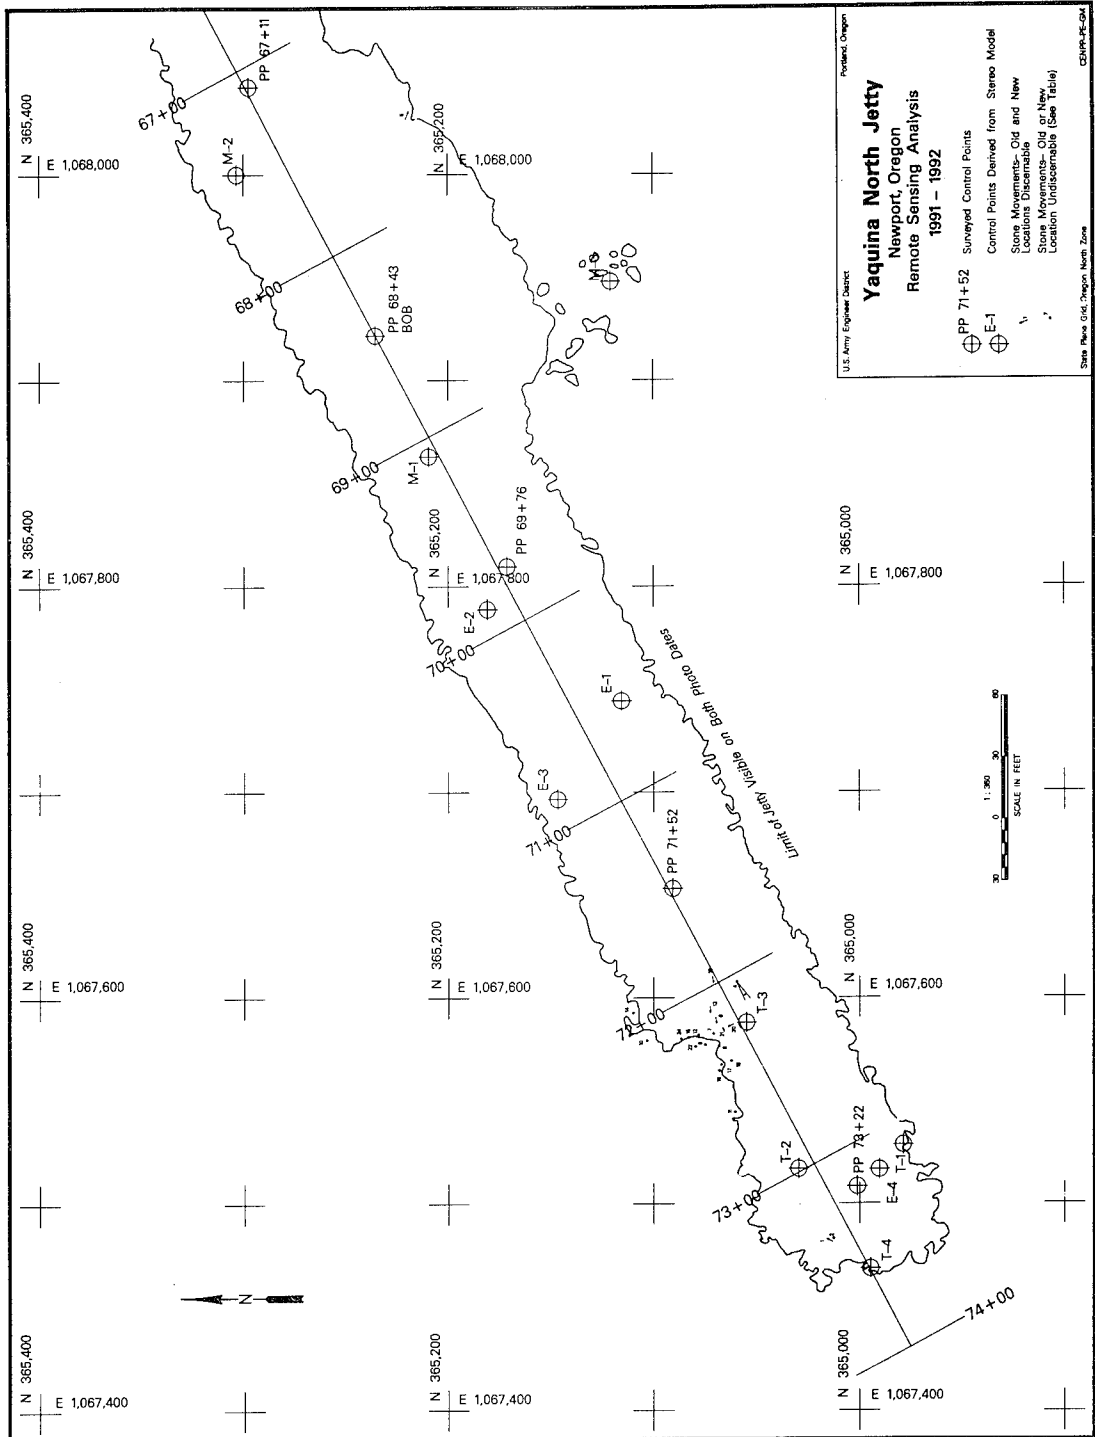 U.S. Army Engineer District
Portland, Oregon
Yaquina North Jetty
Newport, Oregon
Remote Sensing Analysis
1991 – 1992
PP 71+52 Surveyed Control Points
E-1 Control Points Derived from Stereo Model
Stone Movements- Old and New
Locations Discernable
Stone Movements- Old or New
Location Undiscernable (See Table)
State Plane Grid, Oregon North Zone
CENPP-PE-GM
N 365,400
E 1,067,400
N 365,400
E 1,067,600
N 365,400
E 1,067,800
N 365,400
E 1,068,000
N 365,200
E 1,067,400
N 365,200
E 1,067,600
N 365,200
E 1,067,800
N 365,200
E 1,068,000
N 365,000
E 1,067,400
N 365,000
E 1,067,600
N 365,000
E 1,067,800
N
67+00
68+00
69+00
70+00
71+00
72+00
73+00
74+00
PP 67+11
M-2
PP 68+43
BOB
M-1
PP 69+76
E-2
E-1
E-3
PP 71+52
T-3
T-2
PP 73+22
E-4
T-1
T-4
Limit of Jetty Visible on Both Photo Dates
1:360
30 0 30 60
SCALE IN FEET